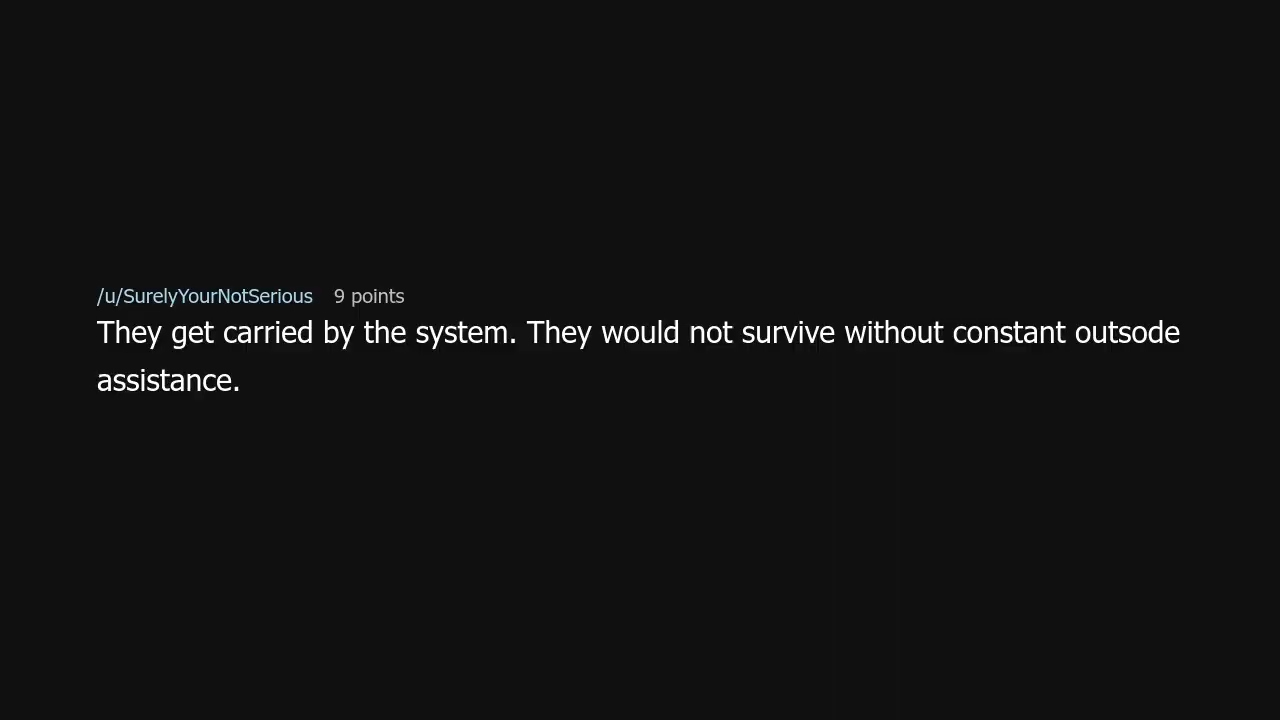 /u/SurelyYourNotSerious 9 points
They get carried by the system. They would not survive without constant outsode
assistance.